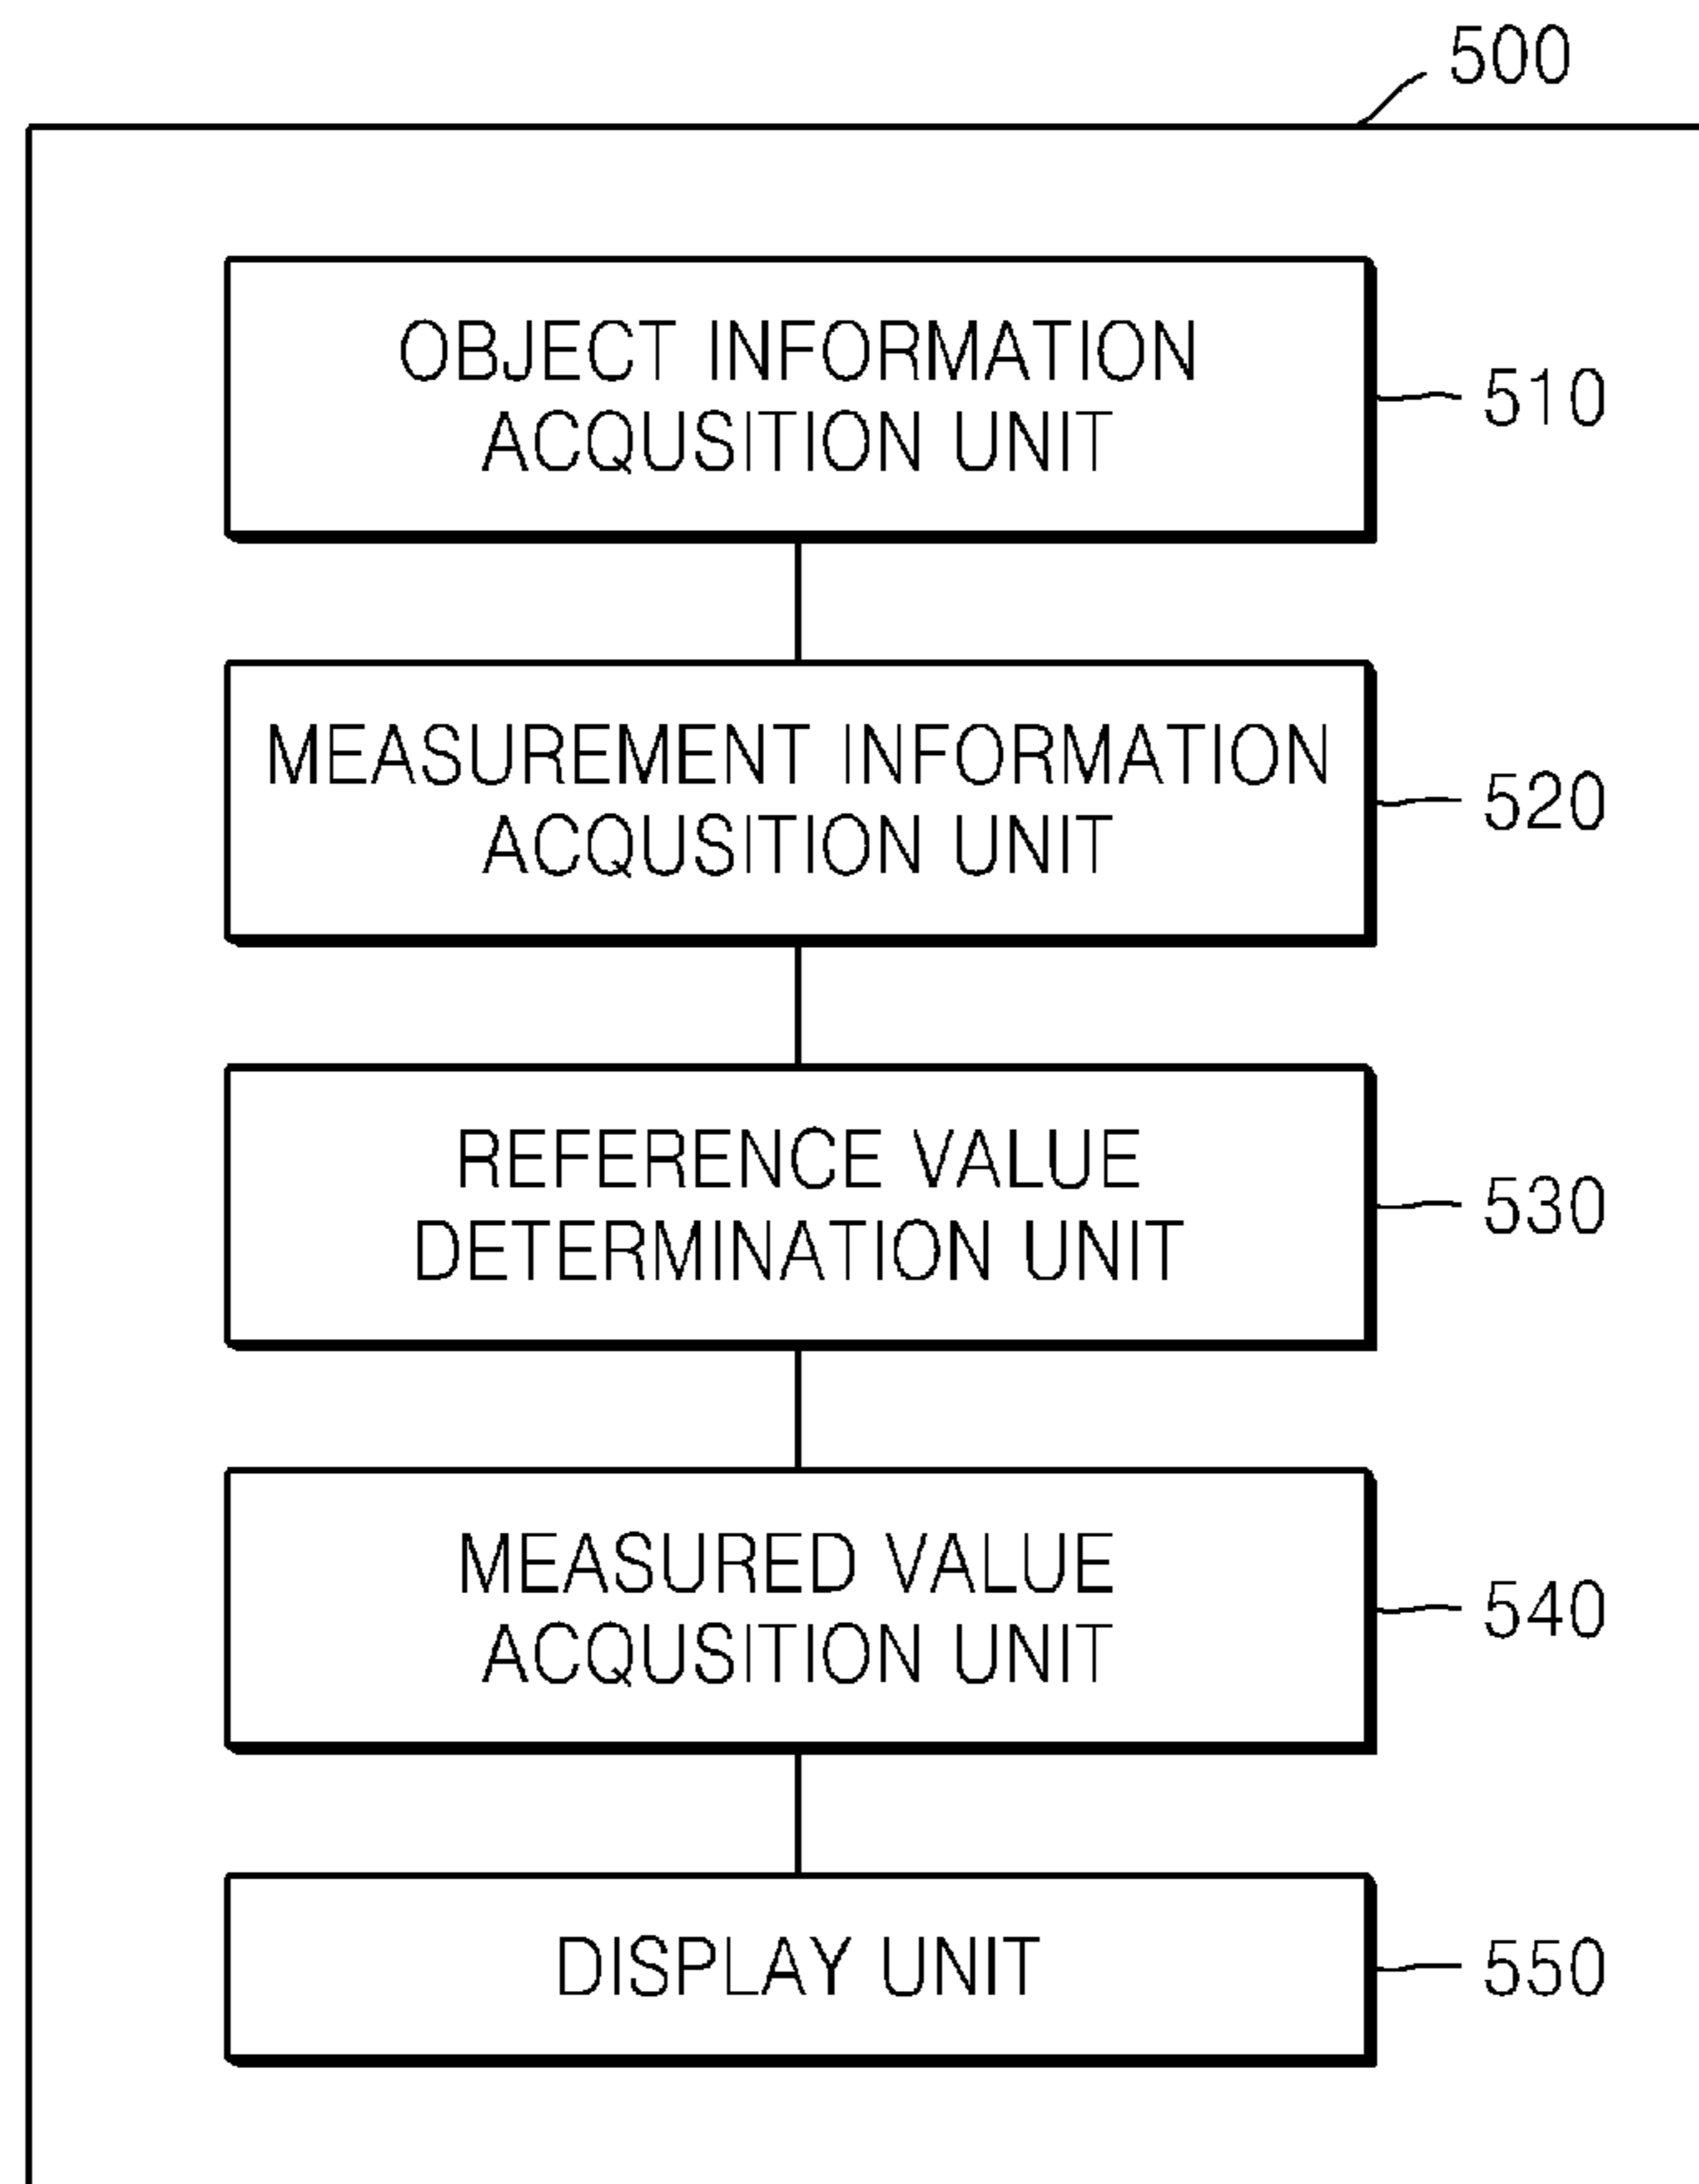 500
OBJECT INFORMATION
ACQUSITION UNIT
510
MEASUREMENT INFORMATION
ACQUSITION UNIT
520
REFERENCE VALUE
DETERMINATION UNIT
530
MEASURED VALUE
ACQUSITION UNIT
540
DISPLAY UNIT
550